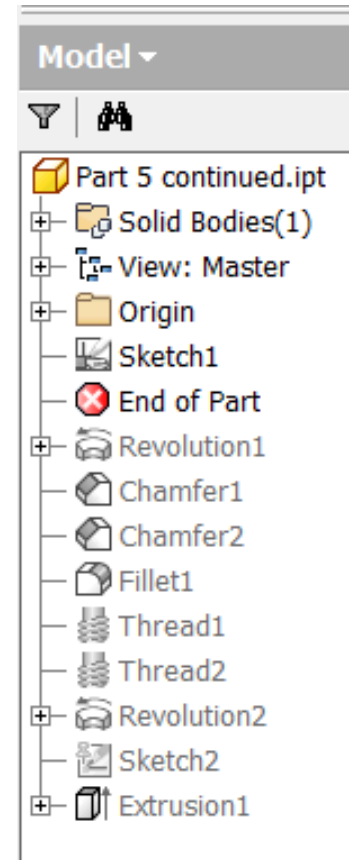 Model
Part 5 continued.ipt
Solid Bodies(1)
View: Master
Origin
Sketch1
End of Part
Revolution1
Chamfer1
Chamfer2
Fillet1
Thread1
Thread2
Revolution2
Sketch2
Extrusion1